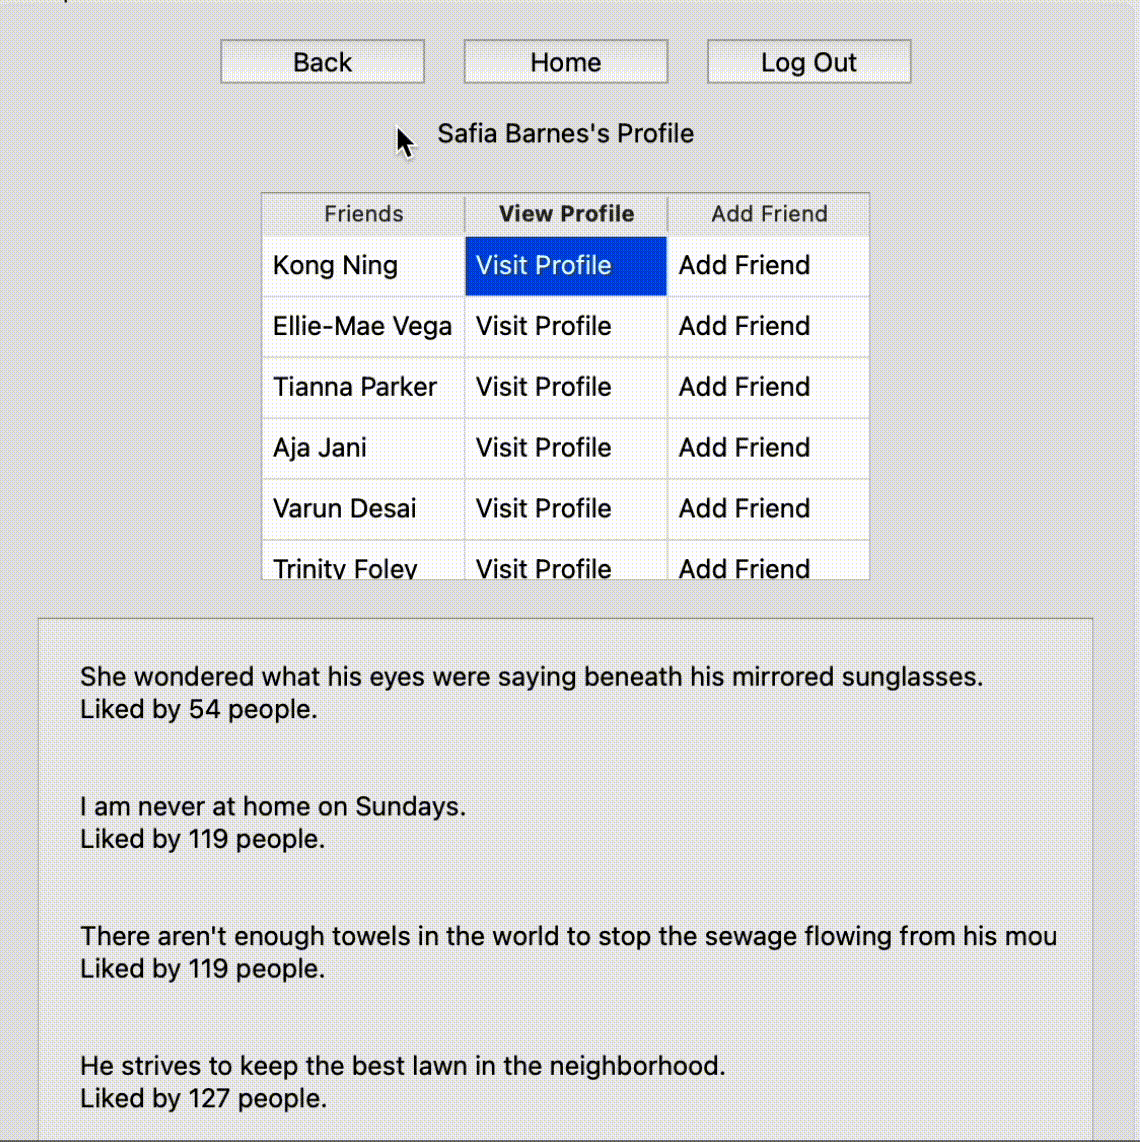 Back Home Log Out
Safia Barnes's Profile
Friends View Profile Add Friend
Kong Ning Visit Profile Add Friend
Ellie-Mae Vega Visit Profile Add Friend
Tianna Parker Visit Profile Add Friend
Aja Jani Visit Profile Add Friend
Varun Desai Visit Profile Add Friend
Trinity Foley Visit Profile Add Friend
She wondered what his eyes were saying beneath his mirrored sunglasses.
Liked by 54 people.
I am never at home on Sundays.
Liked by 119 people.
There aren't enough towels in the world to stop the sewage flowing from his mou
Liked by 119 people.
He strives to keep the best lawn in the neighborhood.
Liked by 127 people.